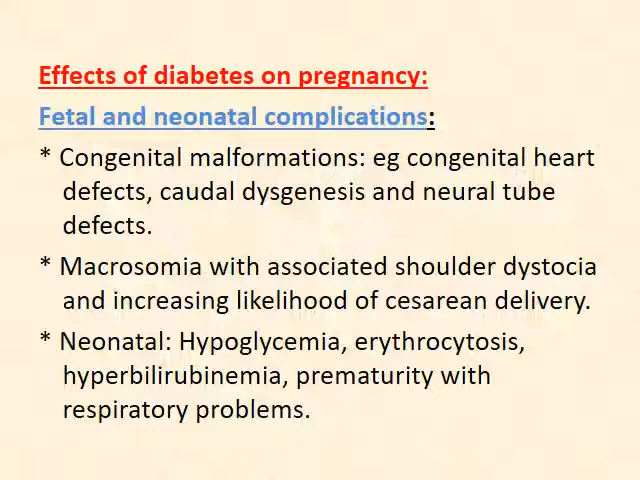 Effects of diabetes on pregnancy:
Fetal and neonatal complications:
* Congenital malformations: eg congenital heart
defects, caudal dysgenesis and neural tube
defects.
* Macrosomia with associated shoulder dystocia
and increasing likelihood of cesarean delivery.
* Neonatal: Hypoglycemia, erythrocytosis,
hyperbilirubinemia, prematurity with
respiratory problems.